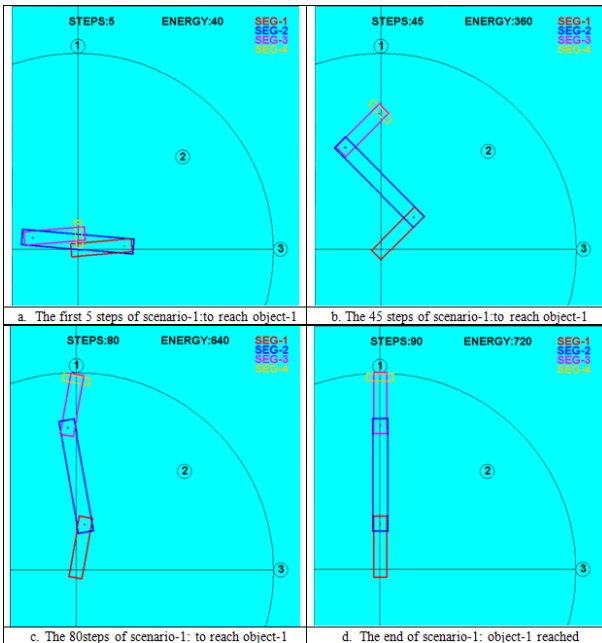 STEPS:5 ENERGY:40 SEG-1
SEG-2
SEG-3
SEG-4
1
2
3
a. The first 5 steps of scenario-1:to reach object-1
STEPS:45 ENERGY:360 SEG-1
SEG-2
SEG-3
SEG-4
1
2
3
b. The 45 steps of scenario-1:to reach object-1
STEPS:80 ENERGY:640 SEG-1
SEG-2
SEG-3
SEG-4
1
2
3
c. The 80steps of scenario-1: to reach object-1
STEPS:90 ENERGY:720 SEG-1
SEG-2
SEG-3
SEG-4
1
2
3
d. The end of scenario-1: object-1 reached